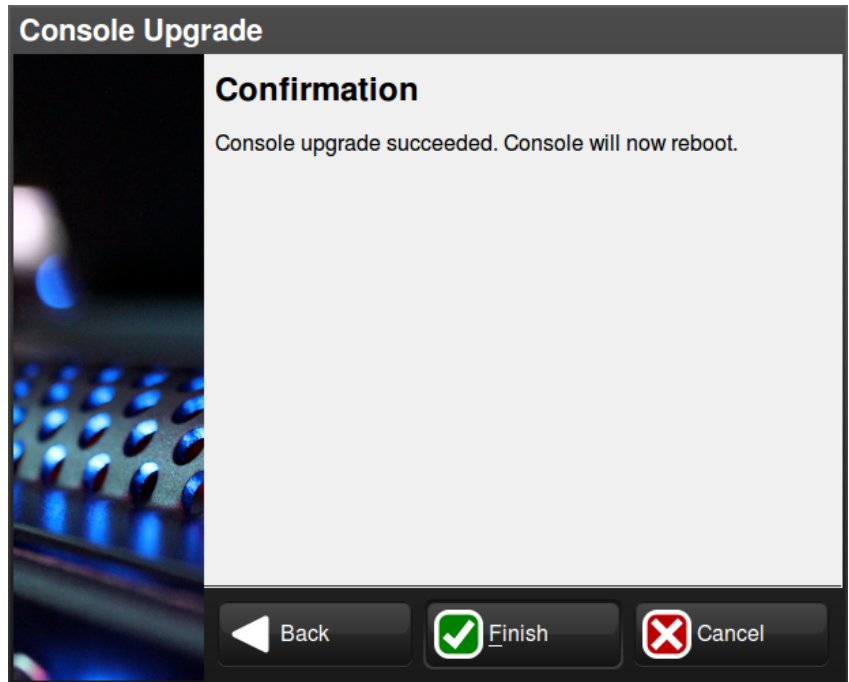 Console Upgrade
Confirmation
Console upgrade succeeded. Console will now reboot.
Back
Finish
Cancel